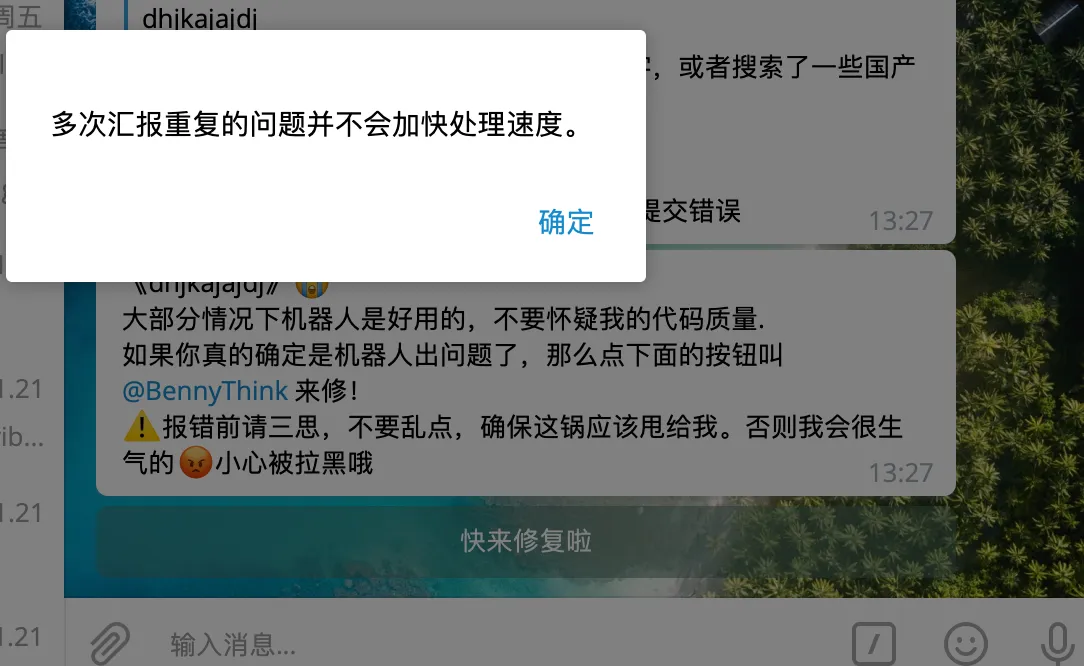 周五
dhjkajajdj
，或者搜索了一些国产
多次汇报重复的问题并不会加快处理速度。
提交错误
确定
13:27
《dhjkajajdj》😭
大部分情况下机器人是好用的，不要怀疑我的代码质量.
如果你真的确定是机器人出问题了，那么点下面的按钮叫
@BennyThink 来修！
1.21
⚠️报错前请三思，不要乱点，确保这锅应该甩给我。否则我会很生
rib...
气的😡小心被拉黑哦
13:27
1.21
快来修复啦
1.21
输入消息...